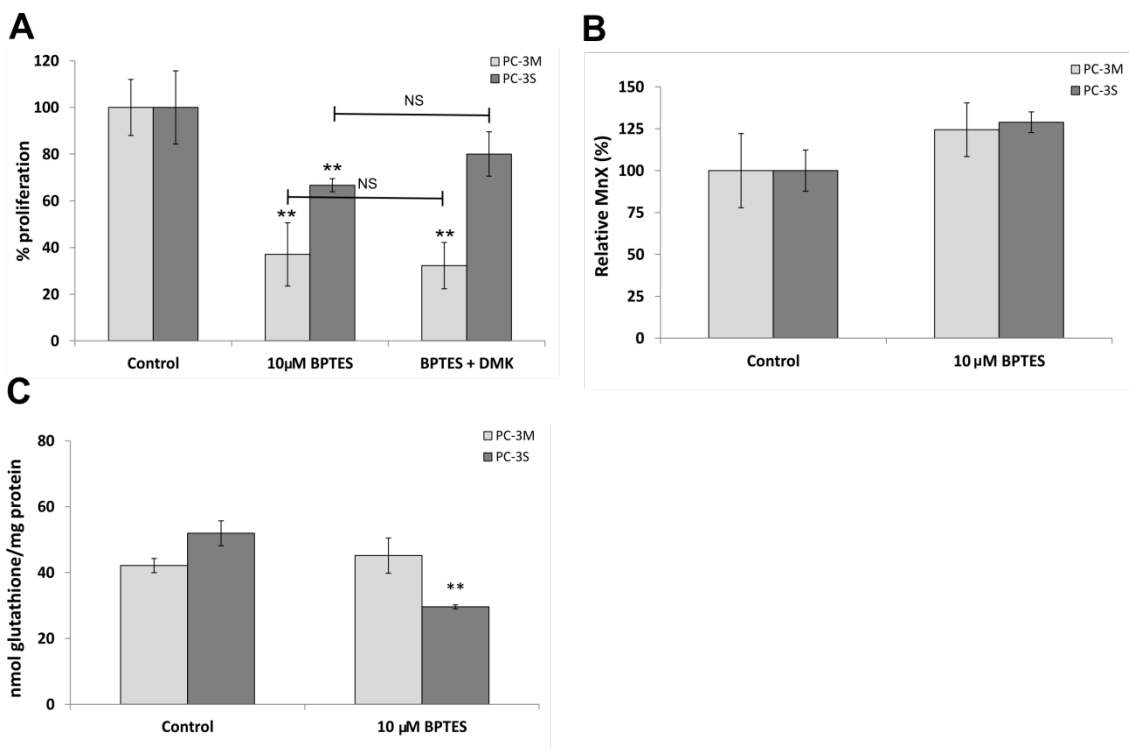 A
% proliferation
120
100
80
60
40
20
0
PC-3M
PC-3S
NS
NS
**
**
**
Control
10µM BPTES
BPTES + DMK
B
Relative MnX (%)
150
125
100
75
50
25
0
PC-3M
PC-3S
Control
10 µM BPTES
C
nmol glutathione/mg protein
80
60
40
20
0
PC-3M
PC-3S
**
Control
10 µM BPTES